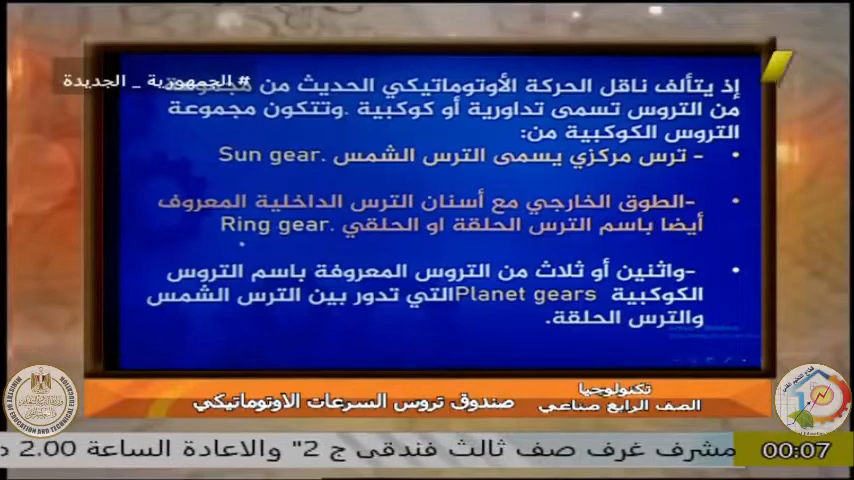 # الجمهورية _ الجديدة
إذ يتألف ناقل الحركة الأوتوماتيكي الحديث من
من التروس تسمى تداورية أو كوكبية .وتتكون مجموعة
التروس الكوكبية من:
• - ترس مركزي يسمى الترس الشمس .Sun gear
• -الطوق الخارجي مع أسنان الترس الداخلية المعروف
أيضا باسم الترس الحلقة او الحلقي .Ring gear
• -واثنين أو ثلاث من التروس المعروفة باسم التروس
الكوكبية Planet gears التي تدور بين الترس الشمس
والترس الحلقة.
تكنولوجيا
الصف الرابع صناعي
صندوق تروس السرعات الاوتوماتيكي
مشرف غرف صف ثالث فندقى ج 2" والاعادة الساعة 2.00
00:07